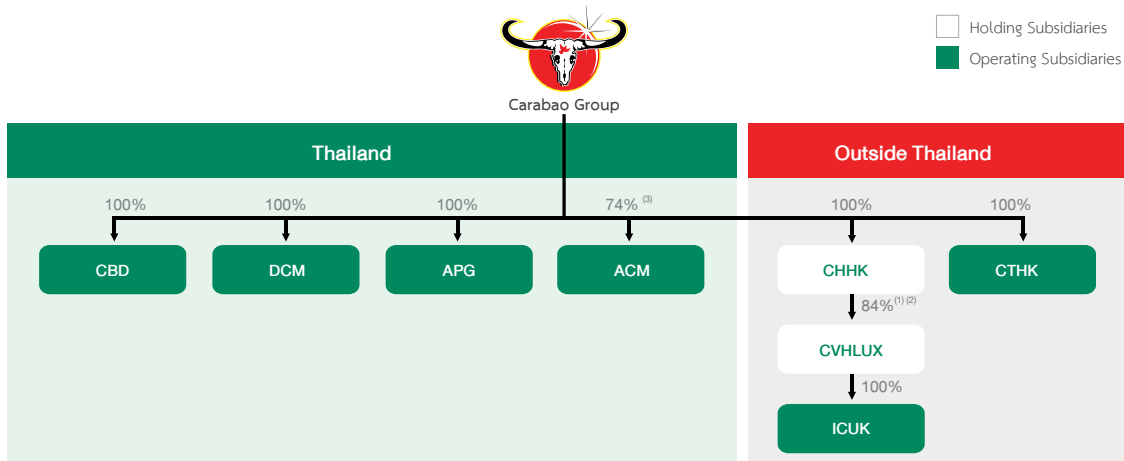 Holding Subsidiaries
Operating Subsidiaries
Carabao Group
Thailand
Outside Thailand
100% 100% 100% 74% (3) 100% 100%
CBD DCM APG ACM CHHK CTHK
84% (1) (2)
CVHLUX
100%
ICUK